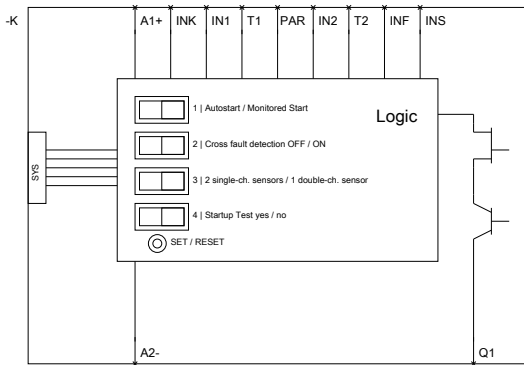 -K
A1+ INK IN1 T1 PAR IN2 T2 INF INS
1 | Autostart / Monitored Start
Logic
2 | Cross fault detection OFF / ON
SYS
3 | 2 single-ch. sensors / 1 double-ch. sensor
4 | Startup Test yes / no
SET / RESET
A2-
Q1